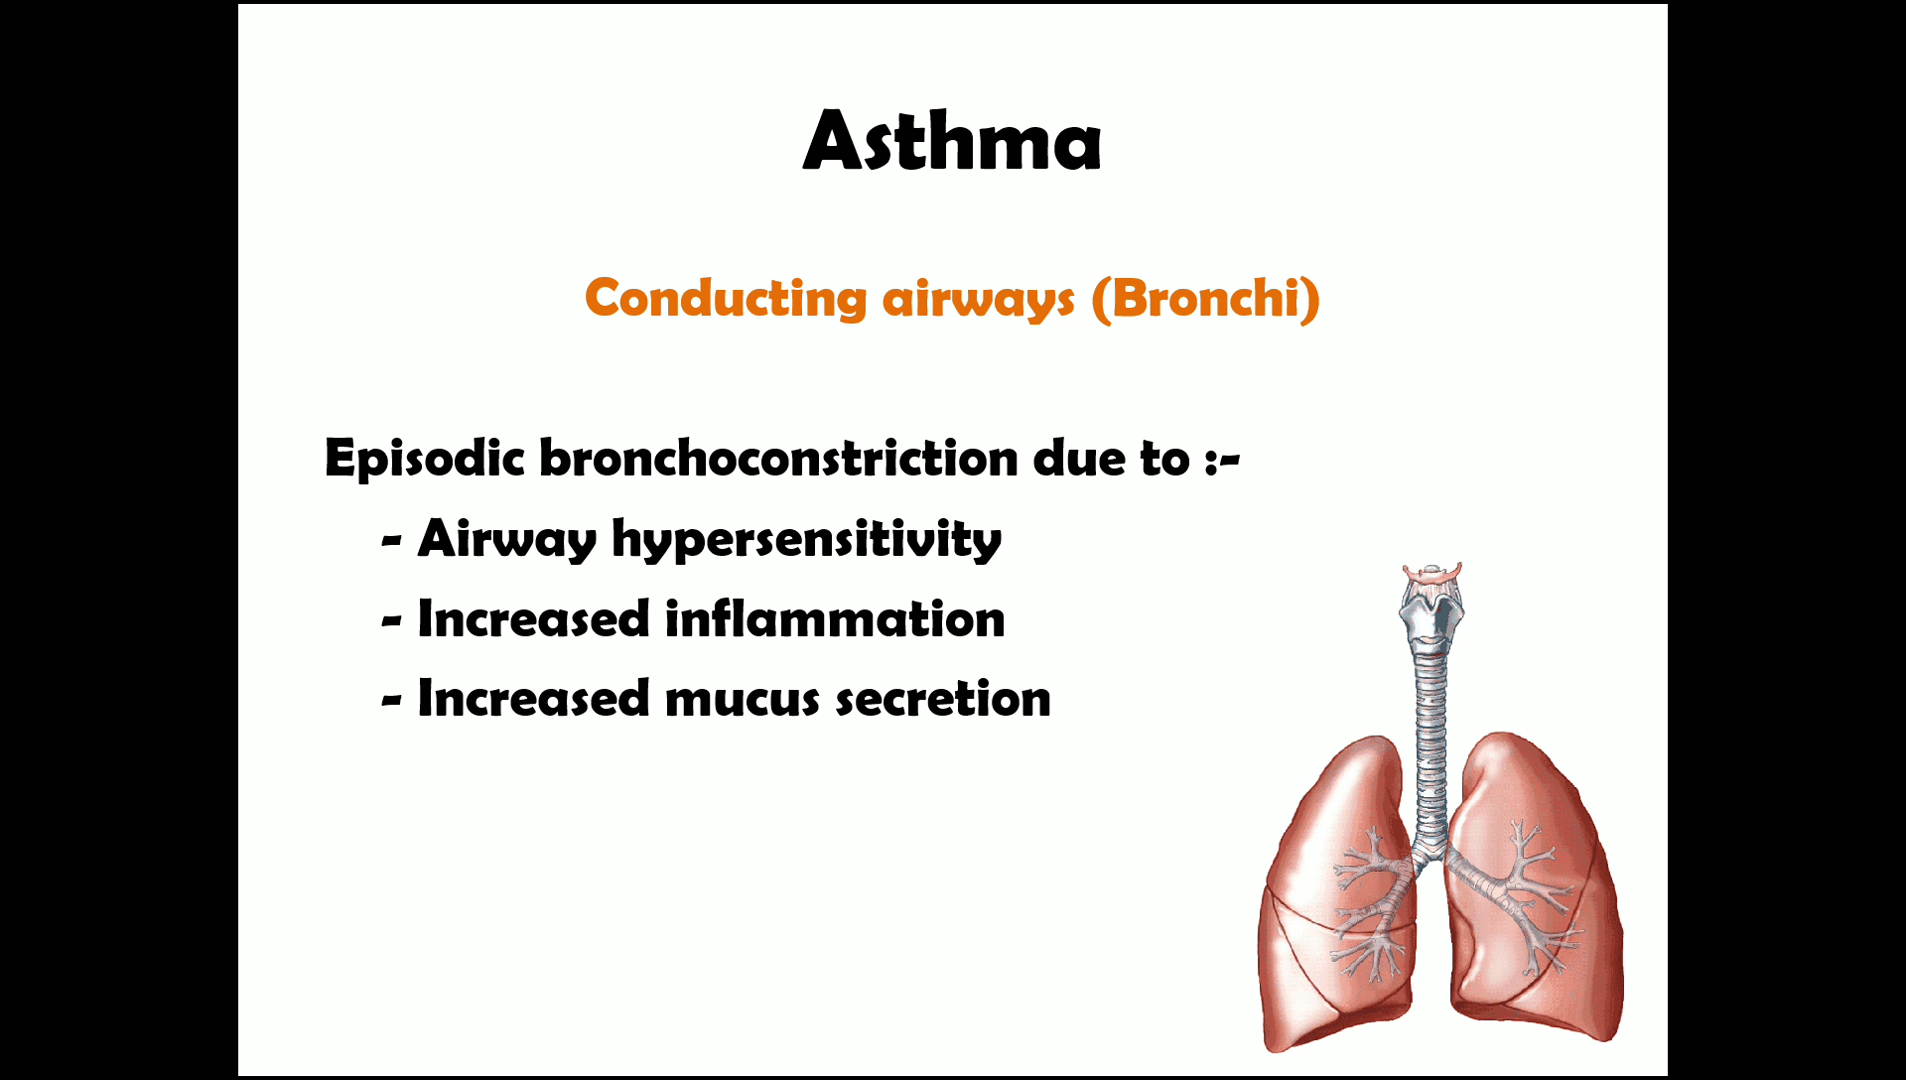 Asthma
Conducting airways (Bronchi)
Episodic bronchoconstriction due to :-
- Airway hypersensitivity
- Increased inflammation
- Increased mucus secretion